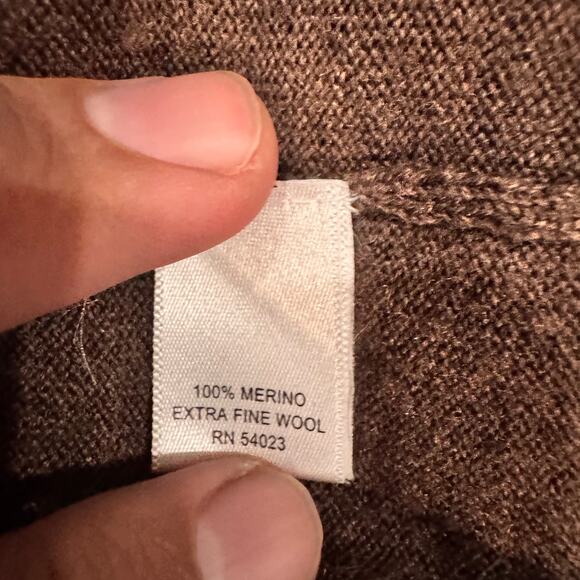 100% MERINO
EXTRA FINE WOOL
RN 54023